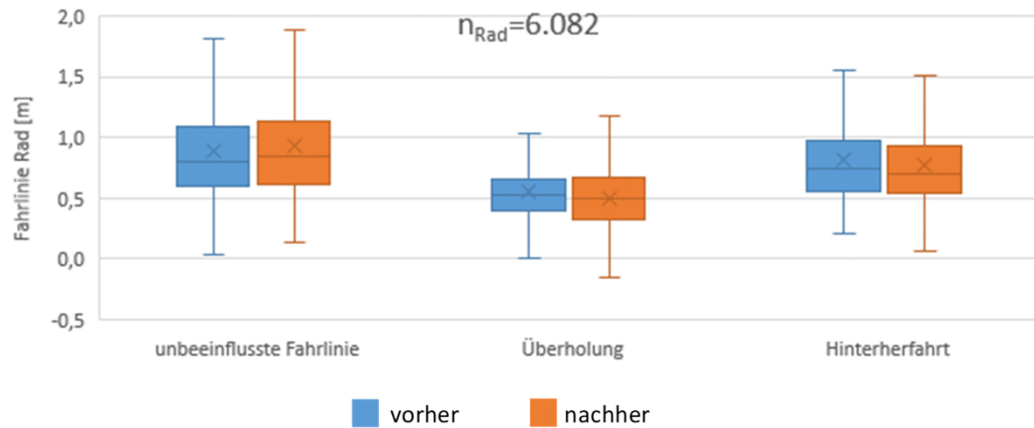 n_Rad=6.082
Fahrlinie Rad [m]
2,0
1,5
1,0
0,5
0,0
-0,5
unbeeinflusste Fahrlinie
Überholung
Hinterherfahrt
vorher
nachher